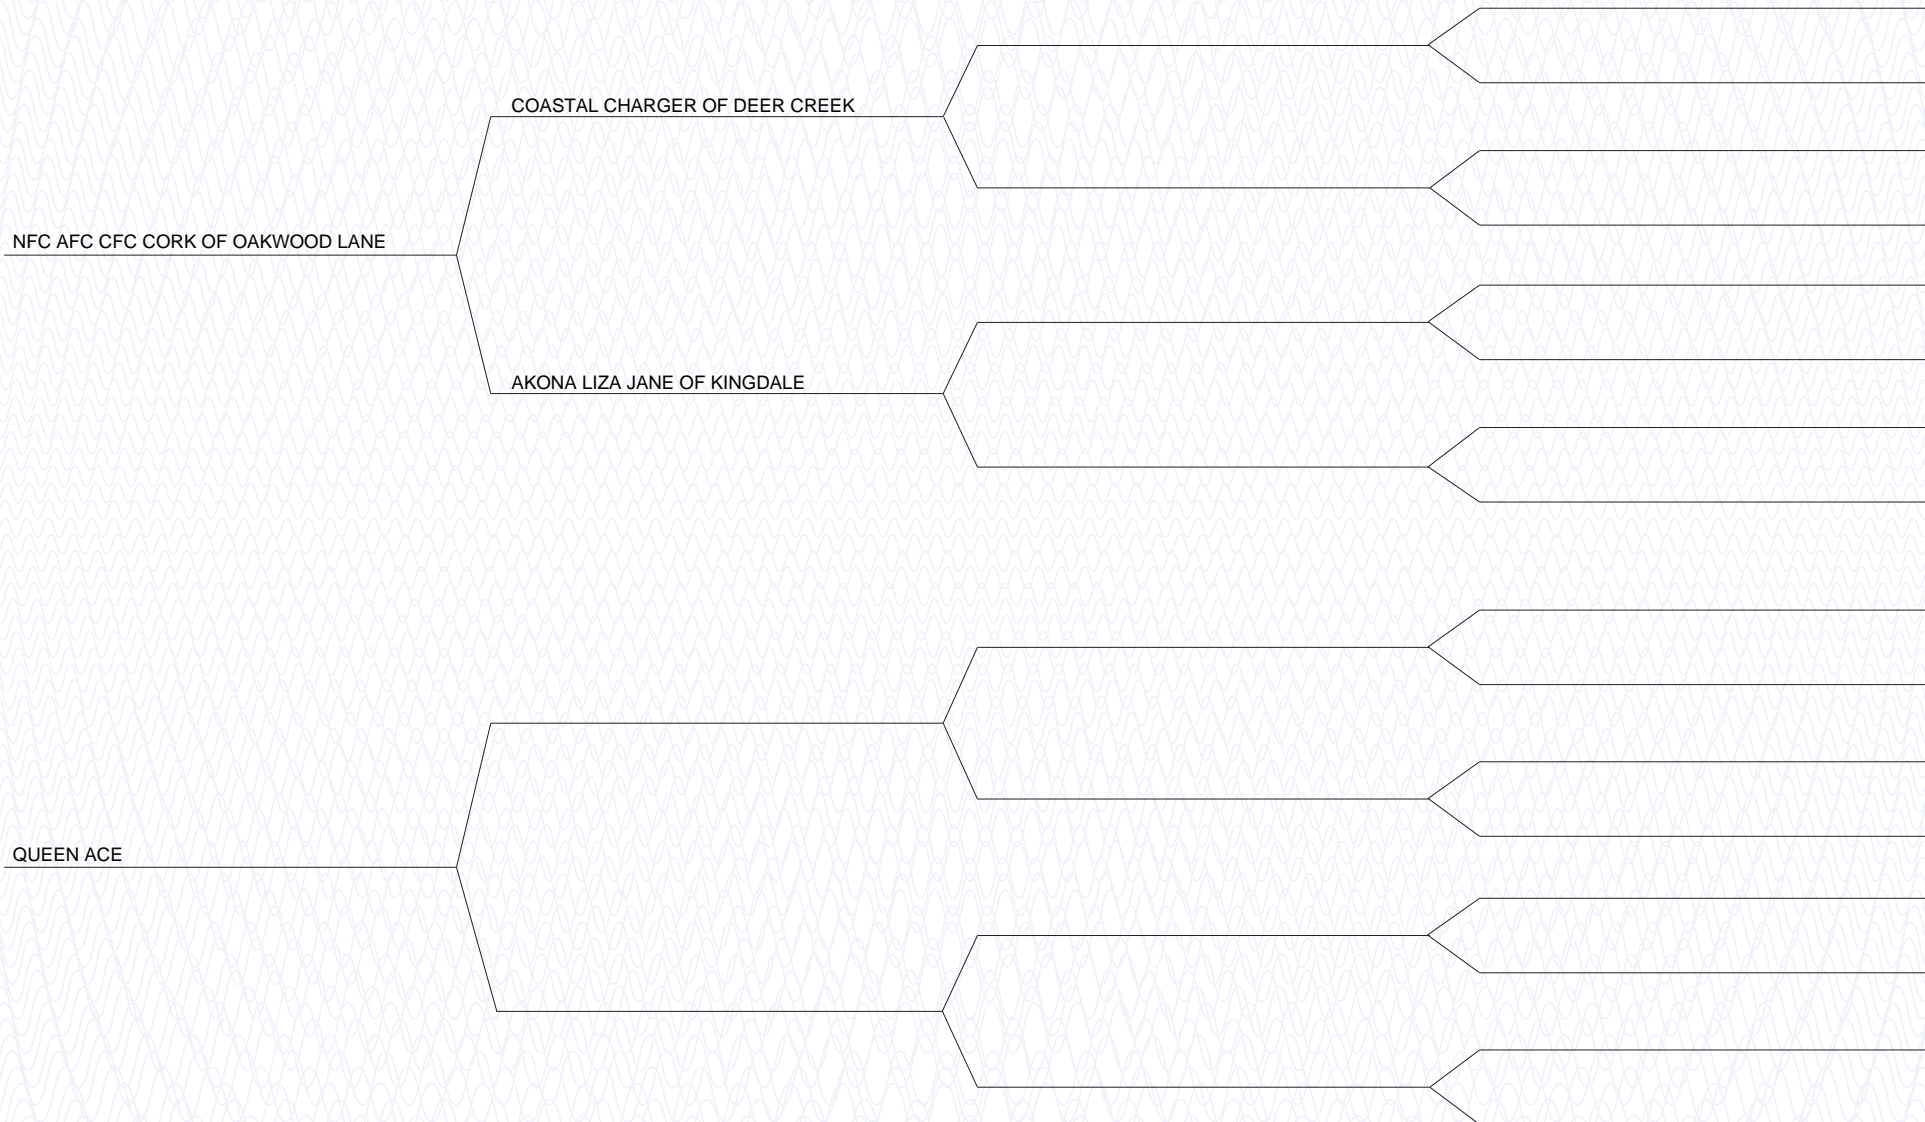 COASTAL CHARGER OF DEER CREEK
NFC AFC CFC CORK OF OAKWOOD LANE
AKONA LIZA JANE OF KINGDALE
QUEEN ACE